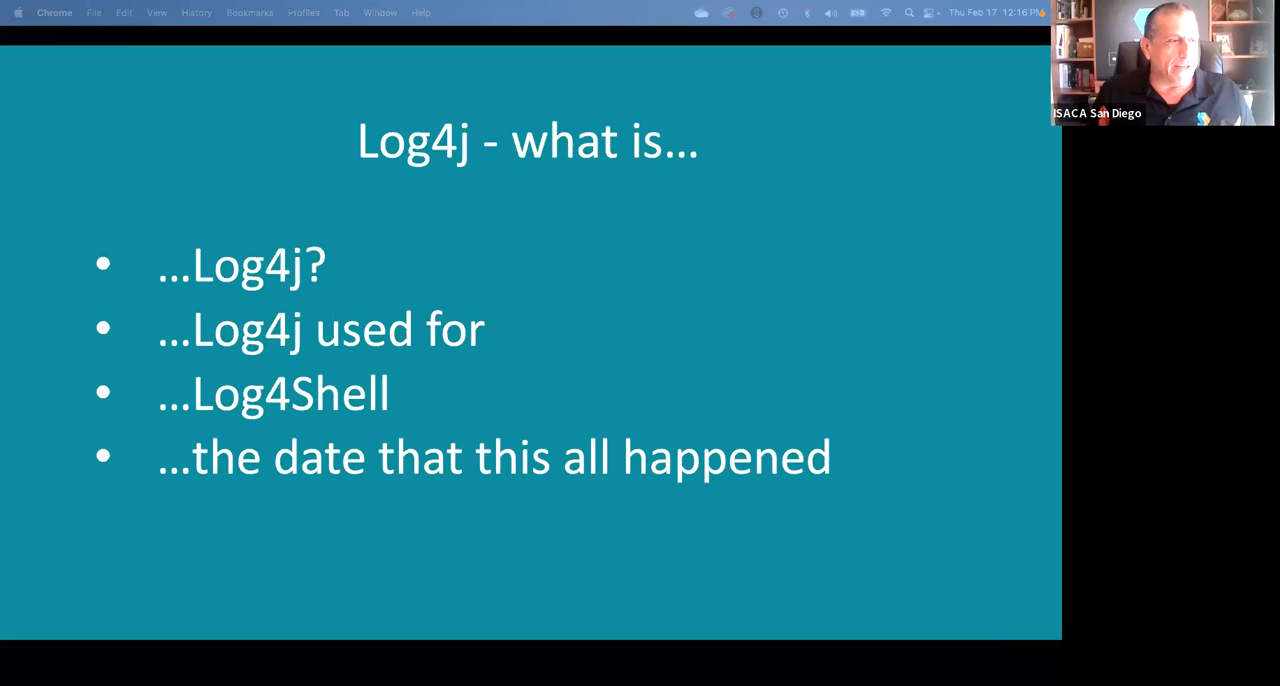 Chrome File Edit View History Bookmarks Profiles Tab Window Help Thu Feb 17 12:16 PM
ISACA San Diego
Log4j - what is...
• ...Log4j?
• ...Log4j used for
• ...Log4Shell
• ...the date that this all happened